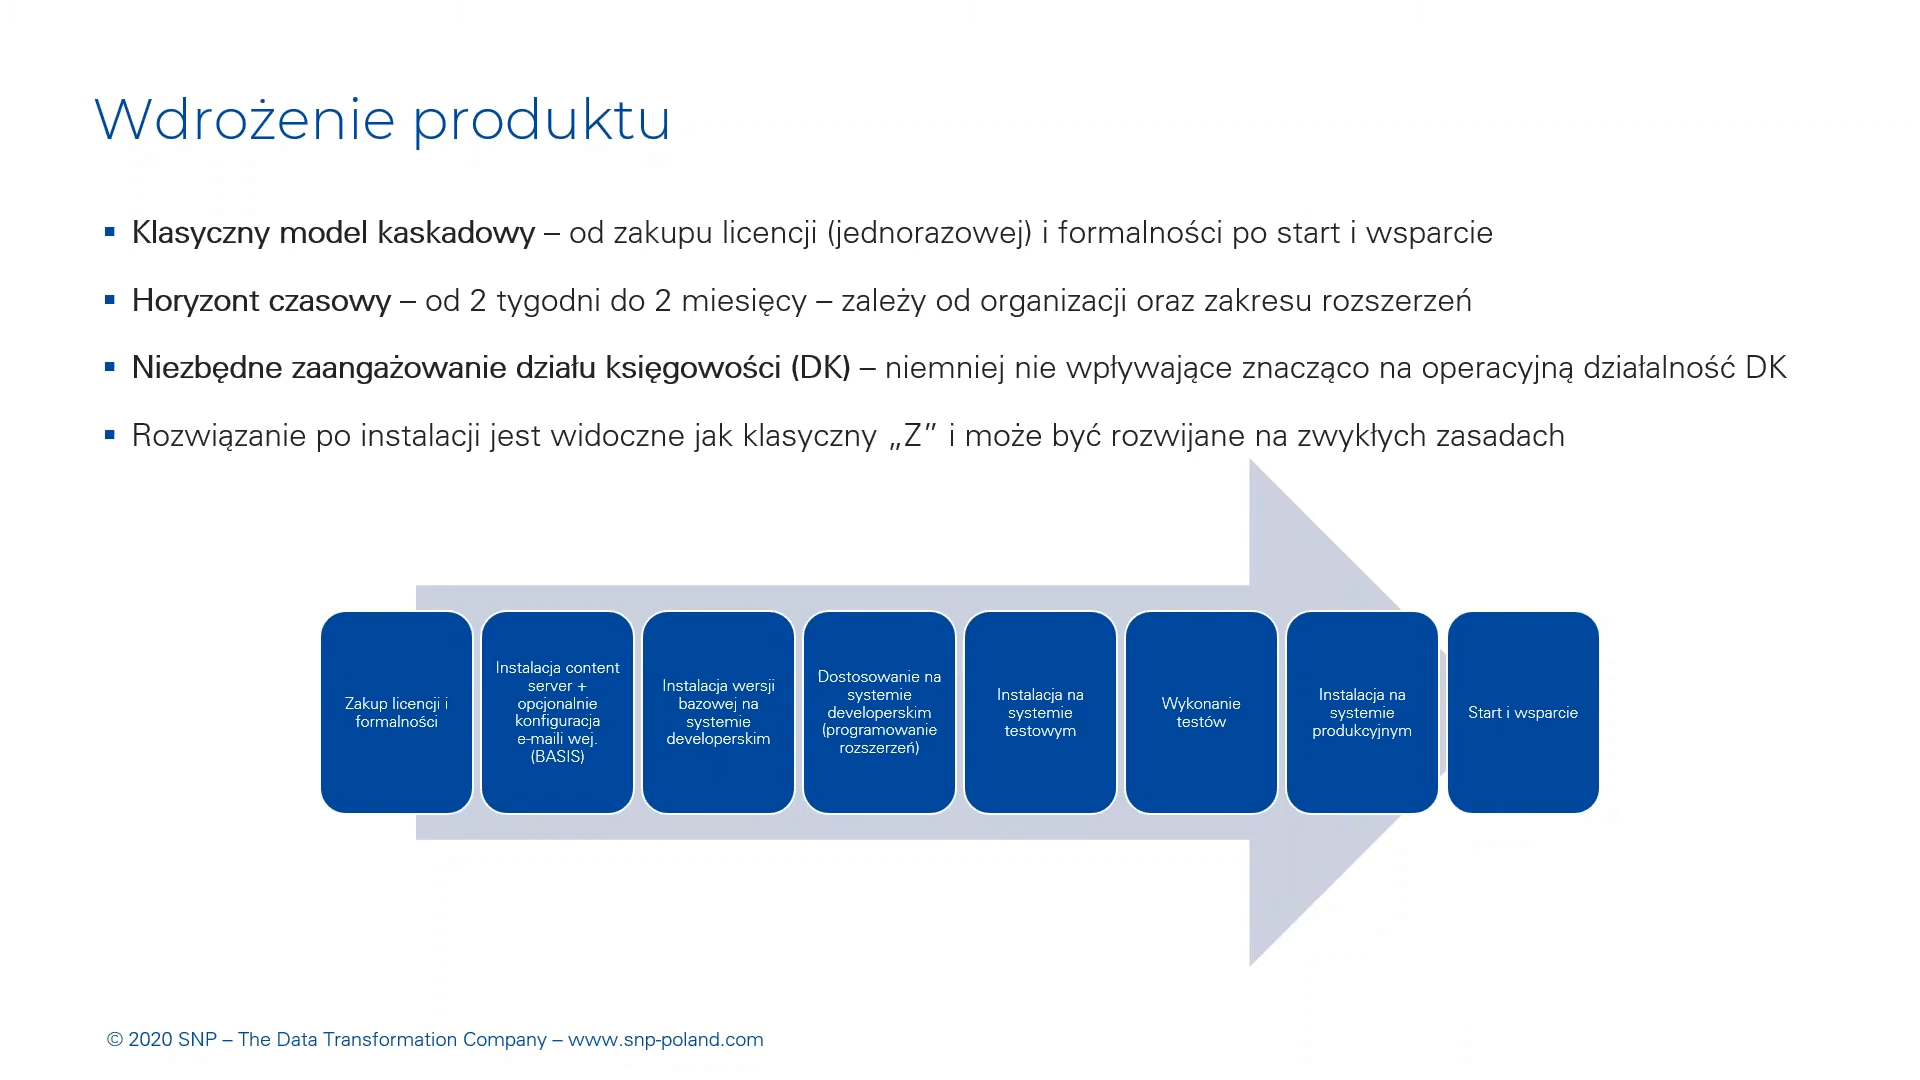 Wdrożenie produktu
▪ Klasyczny model kaskadowy – od zakupu licencji (jednorazowej) i formalności po start i wsparcie
▪ Horyzont czasowy – od 2 tygodni do 2 miesięcy – zależy od organizacji oraz zakresu rozszerzeń
▪ Niezbędne zaangażowanie działu księgowości (DK) – niemniej nie wpływające znacząco na operacyjną działalność DK
▪ Rozwiązanie po instalacji jest widoczne jak klasyczny „Z” i może być rozwijane na zwykłych zasadach
Zakup licencji i
formalności
Instalacja content
server +
opcjonalnie
konfiguracja
e-maili wej.
(BASIS)
Instalacja wersji
bazowej na
systemie
developerskim
Dostosowanie na
systemie
developerskim
(programowanie
rozszerzeń)
Instalacja na
systemie
testowym
Wykonanie
testów
Instalacja na
systemie
produkcyjnym
Start i wsparcie
© 2020 SNP – The Data Transformation Company – www.snp-poland.com